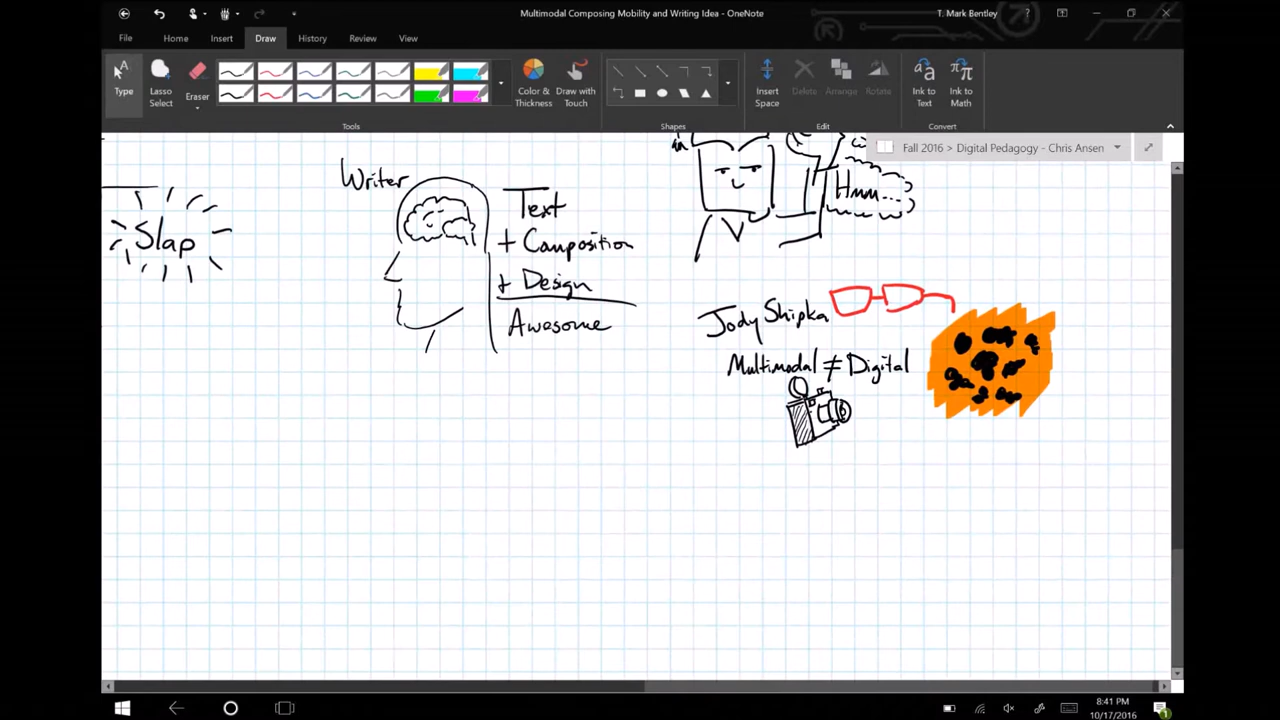 Multimodal Composing Mobility and Writing Idea - OneNote
T. Mark Bentley
?
File
Home
Insert
Draw
History
Review
View
Type
Lasso Select
Eraser
Color & Thickness
Draw with Touch
Insert Space
Delete
Arrange
Rotate
Ink to Text
Ink to Math
Tools
Shapes
Edit
Convert
Fall 2016 > Digital Pedagogy - Chris Ansen
Slap
Writer
Text
+ Composition
+ Design
Awesome
Hmm...
Jody Shipka
Multimodal ≠ Digital
8:41 PM
10/17/2016
1